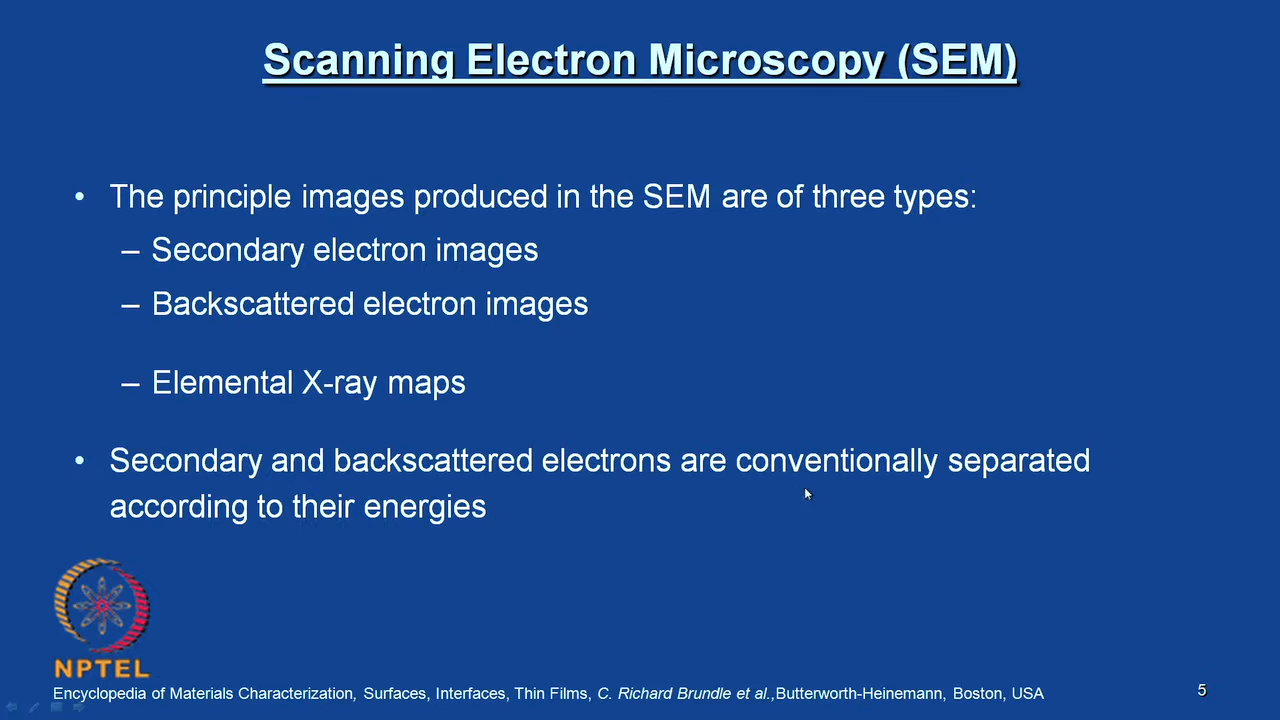 Scanning Electron Microscopy (SEM)
• The principle images produced in the SEM are of three types:
– Secondary electron images
– Backscattered electron images
– Elemental X-ray maps
• Secondary and backscattered electrons are conventionally separated
according to their energies
NPTEL
Encyclopedia of Materials Characterization, Surfaces, Interfaces, Thin Films, C. Richard Brundle et al.,Butterworth-Heinemann, Boston, USA
5